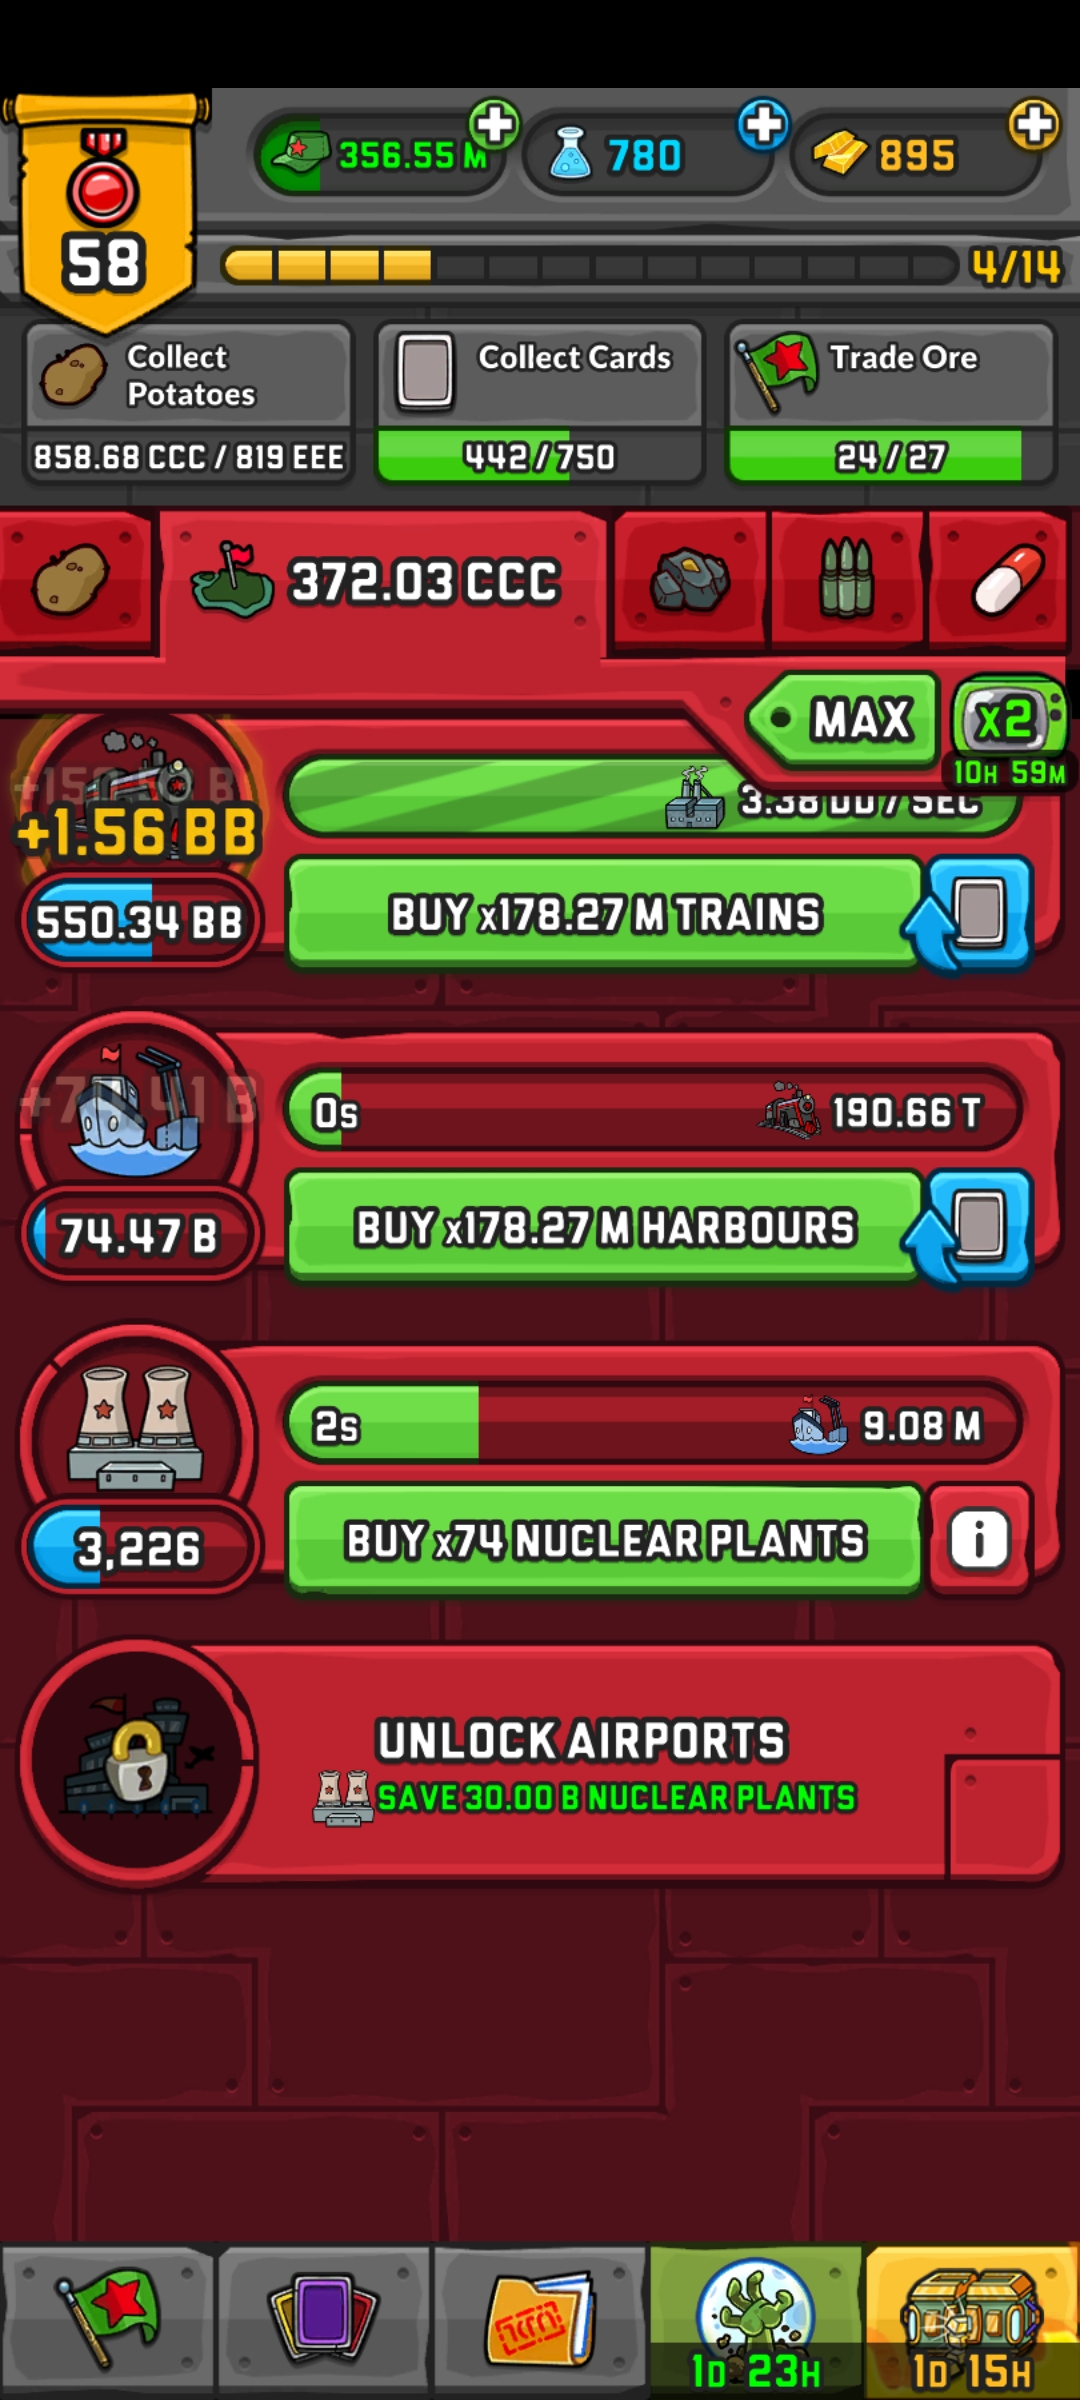 356.55 M
780
895
58
4/14
Collect
Potatoes
858.68 CCC / 819 EEE
Collect Cards
442/750
Trade Ore
24/27
372.03 CCC
MAX
x2
10H 59M
+1.56 BB
550.34 BB
BUY x178.27 M TRAINS
0s
190.66 T
74.47 B
BUY x178.27 M HARBOURS
2s
9.08 M
3,226
BUY x74 NUCLEAR PLANTS
i
UNLOCK AIRPORTS
SAVE 30.00 B NUCLEAR PLANTS
1D 23H
1D 15H